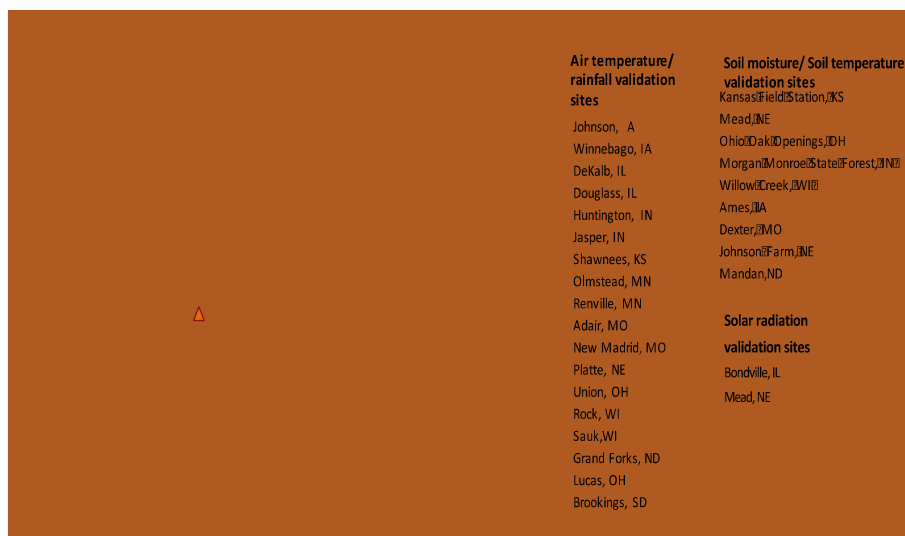 Air temperature/
rainfall validation
sites
Johnson, A
Winnebago, IA
DeKalb, IL
Douglass, IL
Huntington, IN
Jasper, IN
Shawnees, KS
Olmstead, MN
Renville, MN
Adair, MO
New Madrid, MO
Platte, NE
Union, OH
Rock, WI
Sauk,WI
Grand Forks, ND
Lucas, OH
Brookings, SD
Soil moisture/ Soil temperature
validation sites
Kansas Field Station, KS
Mead, NE
Ohio Oak Openings, OH
Morgan Monroe State Forest, IN
Willow Creek, WI
Ames, IA
Dexter, MO
Johnson Farm, NE
Mandan,ND
Solar radiation
validation sites
Bondville, IL
Mead, NE